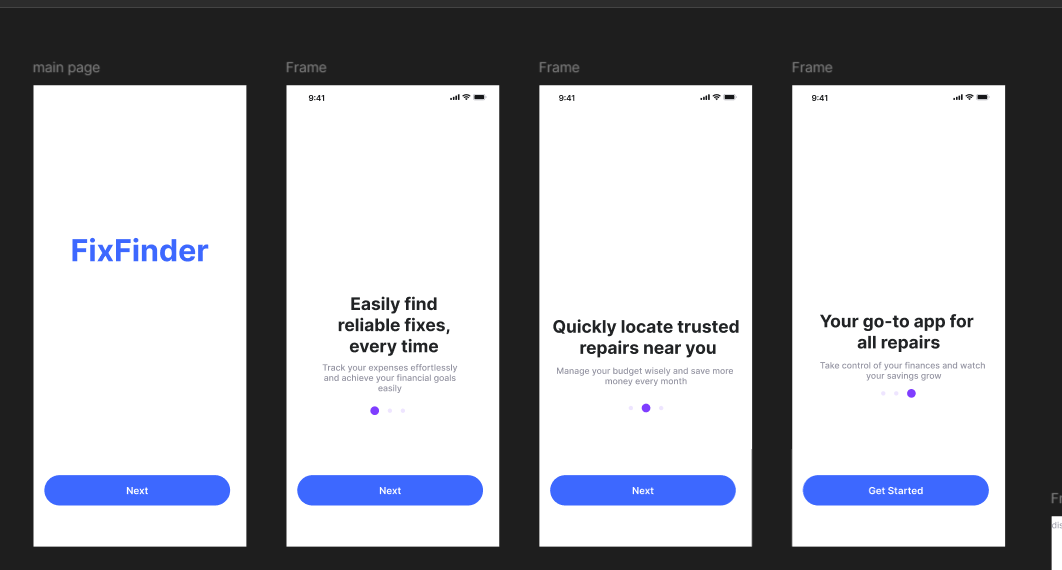 main page
Frame
Frame
Frame
9:41
9:41
9:41
FixFinder
Easily find
reliable fixes,
every time
Track your expenses effortlessly
and achieve your financial goals
easily
Quickly locate trusted
repairs near you
Manage your budget wisely and save more
money every month
Your go-to app for
all repairs
Take control of your finances and watch
your savings grow
Next
Next
Next
Get Started